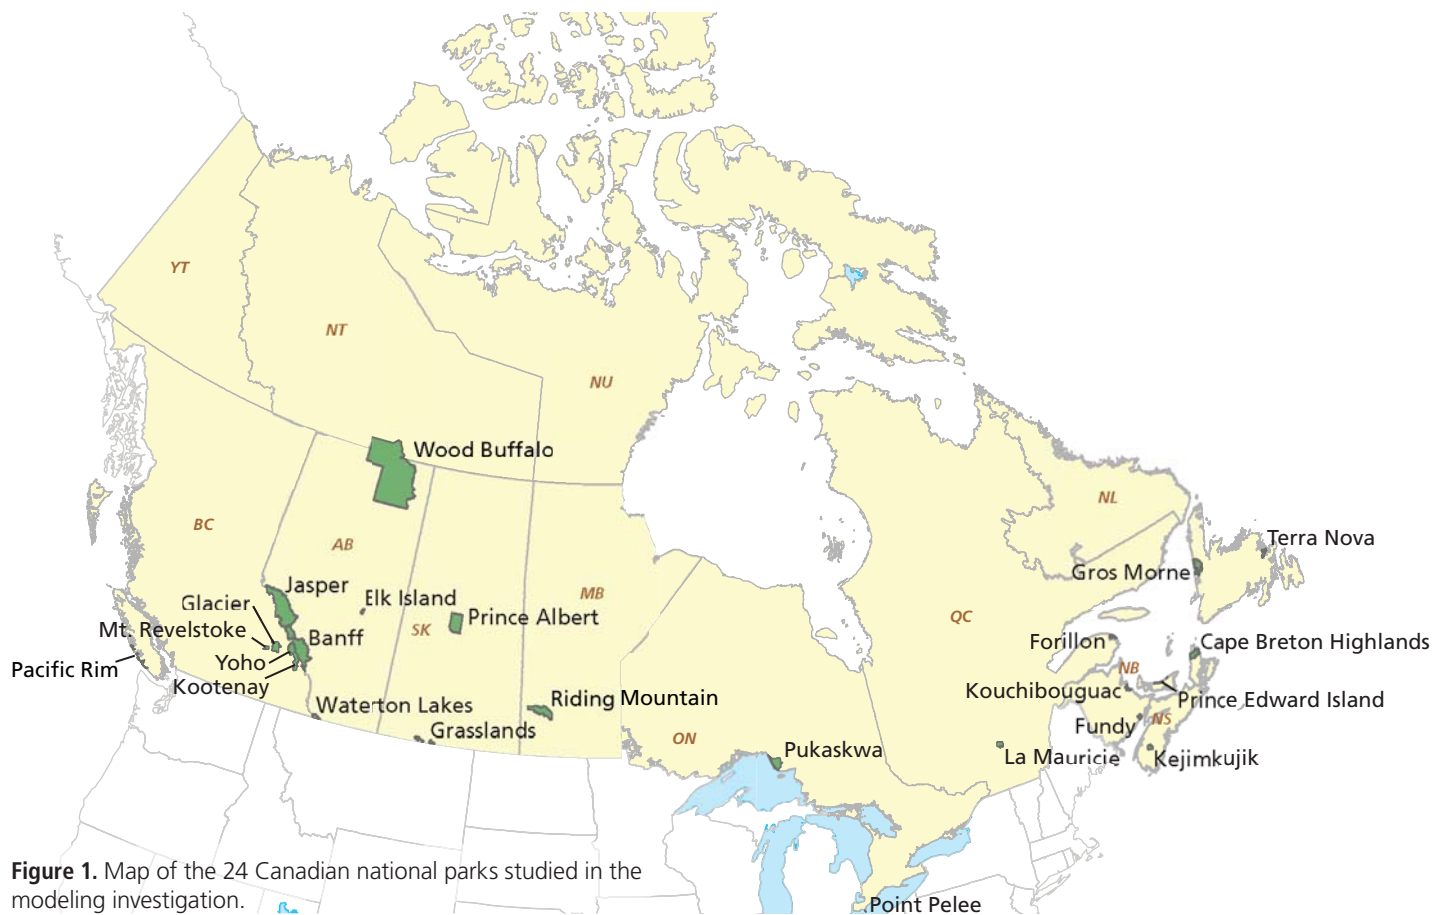 YT
NT
NU
Wood Buffalo
NL
BC
AB
Terra Nova
Gros Morne
Jasper
Elk Island
MB
Glacier
Prince Albert
QC
Mt. Revelstoke
SK
Banff
Forillon
Cape Breton Highlands
Yoho
Pacific Rim
NB
Kootenay
Kouchibouguac
Prince Edward Island
Waterton Lakes
Riding Mountain
Grasslands
Fundy
NS
ON
Pukaskwa
La Mauricie
Kejimkujik
Figure 1. Map of the 24 Canadian national parks studied in the
modeling investigation.
Point Pelee